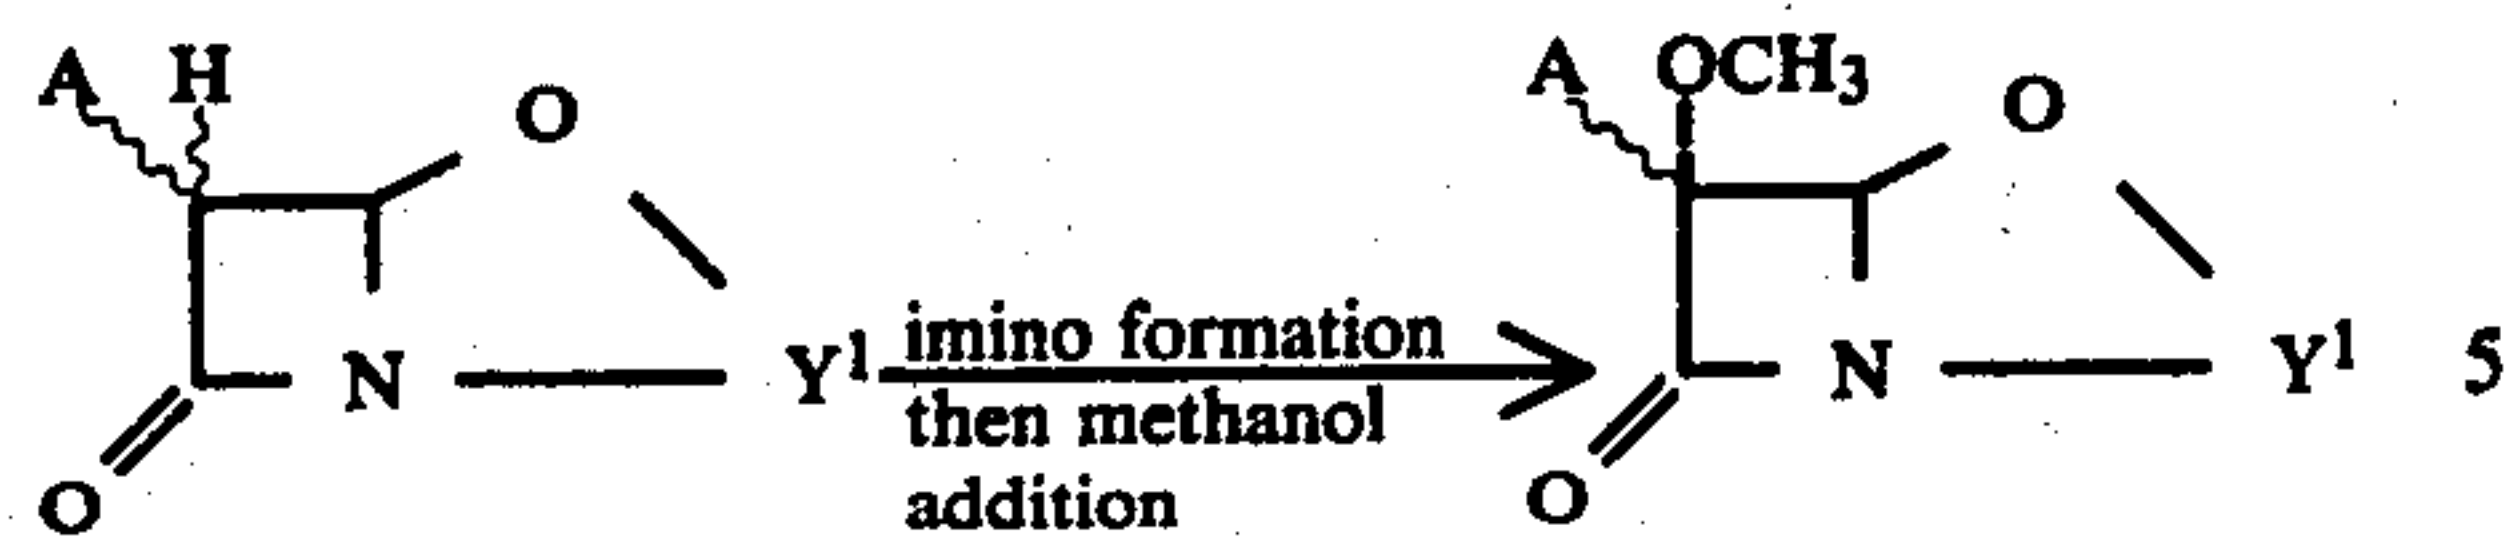 A H
O
A OCH3
O
N
Y1
imino formation
then methanol
addition
O
N
Y1
5
O